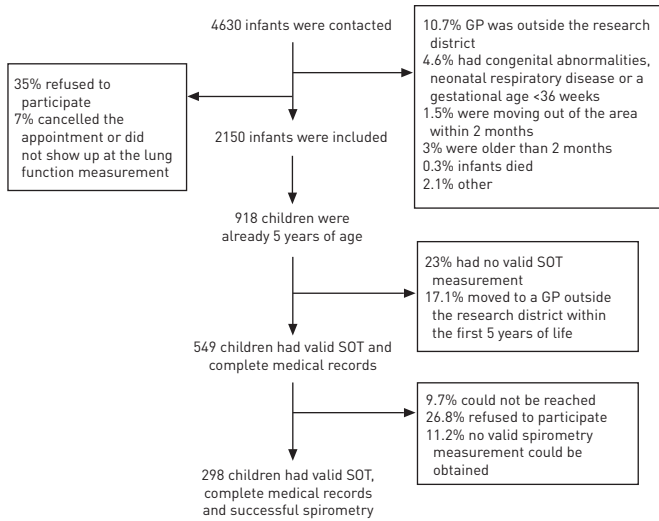 4630 infants were contacted
10.7% GP was outside the research
district
4.6% had congenital abnormalities,
neonatal respiratory disease or a
gestational age <36 weeks
1.5% were moving out of the area
within 2 months
3% were older than 2 months
0.3% infants died
2.1% other
35% refused to
participate
7% cancelled the
appointment or did
not show up at the lung
function measurement
2150 infants were included
918 children were
already 5 years of age
23% had no valid SOT
measurement
17.1% moved to a GP outside
the research district within
the first 5 years of life
549 children had valid SOT and
complete medical records
9.7% could not be reached
26.8% refused to participate
11.2% no valid spirometry
measurement could be
obtained
298 children had valid SOT,
complete medical records
and successful spirometry